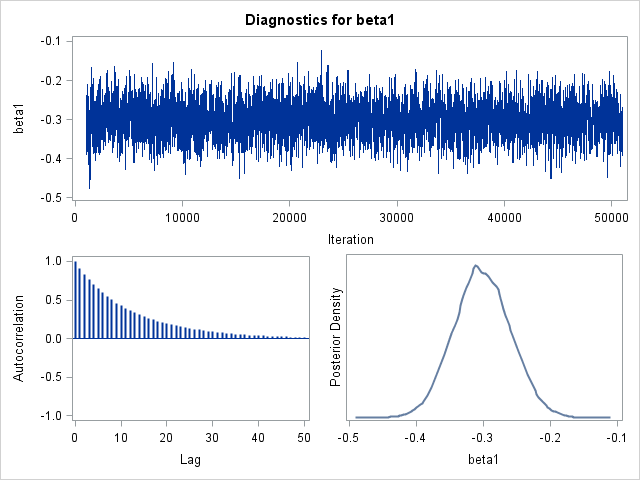 Diagnostics for beta1
-0.1
-0.2
-0.3
-0.4
-0.5
beta1
0 10000 20000 30000 40000 50000
Iteration
1.0
0.5
0.0
-0.5
-1.0
Autocorrelation
0 10 20 30 40 50
Lag
Posterior Density
-0.5 -0.4 -0.3 -0.2 -0.1
beta1